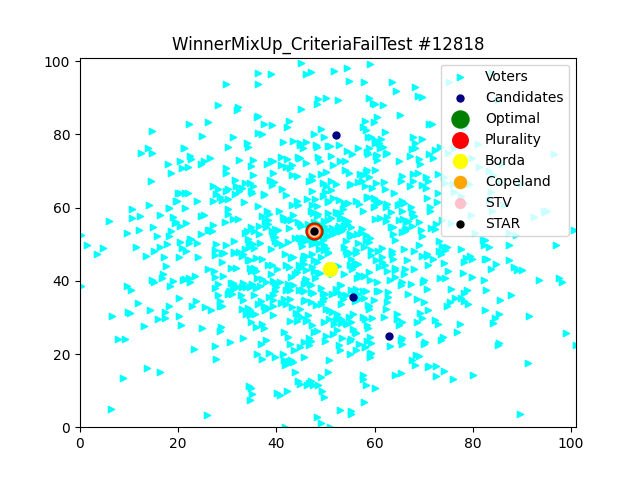 WinnerMixUp_CriteriaFailTest #12818
Voters
Candidates
Optimal
Plurality
Borda
Copeland
STV
STAR
100
80
60
40
20
0
0 20 40 60 80 100